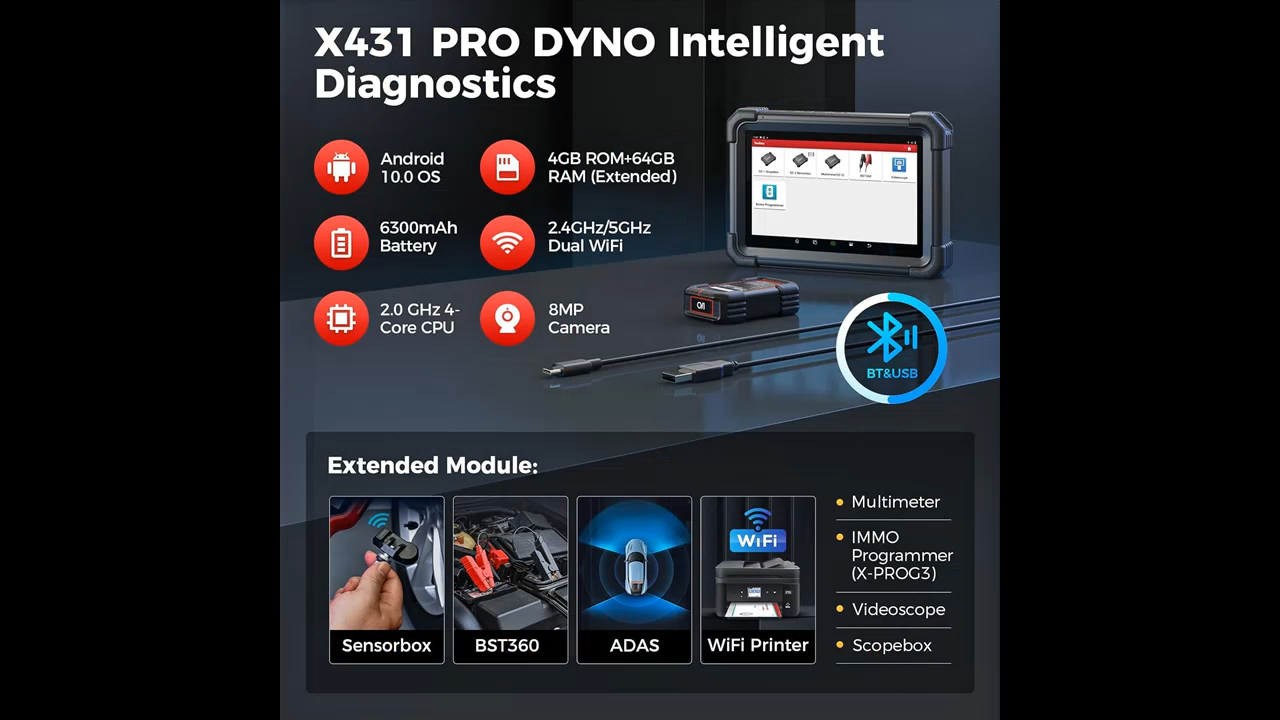 X431 PRO DYNO Intelligent
Diagnostics
Android
10.0 OS
4GB ROM+64GB
RAM (Extended)
6300mAh
Battery
2.4GHz/5GHz
Dual WiFi
2.0 GHz 4-
Core CPU
8MP
Camera
BT&USB
Extended Module:
Sensorbox
BST360
ADAS
WiFi
WiFi Printer
Multimeter
IMMO
Programmer
(X-PROG3)
Videoscope
Scopebox